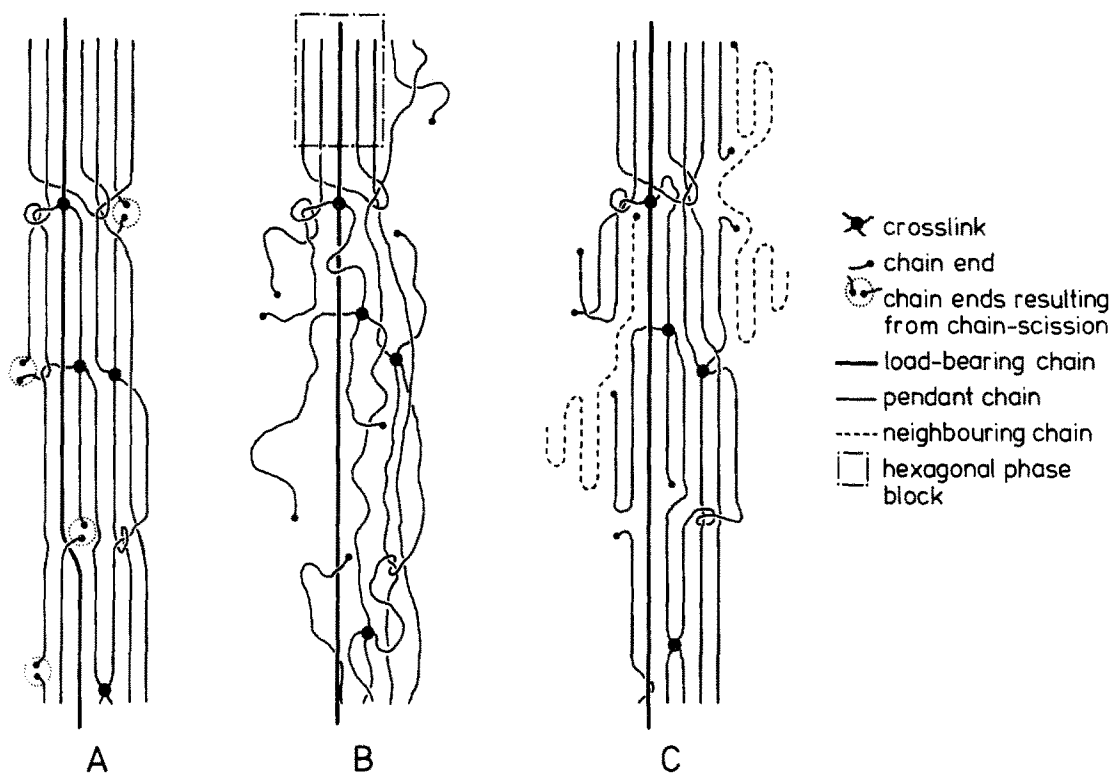 crosslink
chain end
chain ends resulting
from chain-scission
load-bearing chain
pendant chain
neighbouring chain
hexagonal phase
block
A
B
C